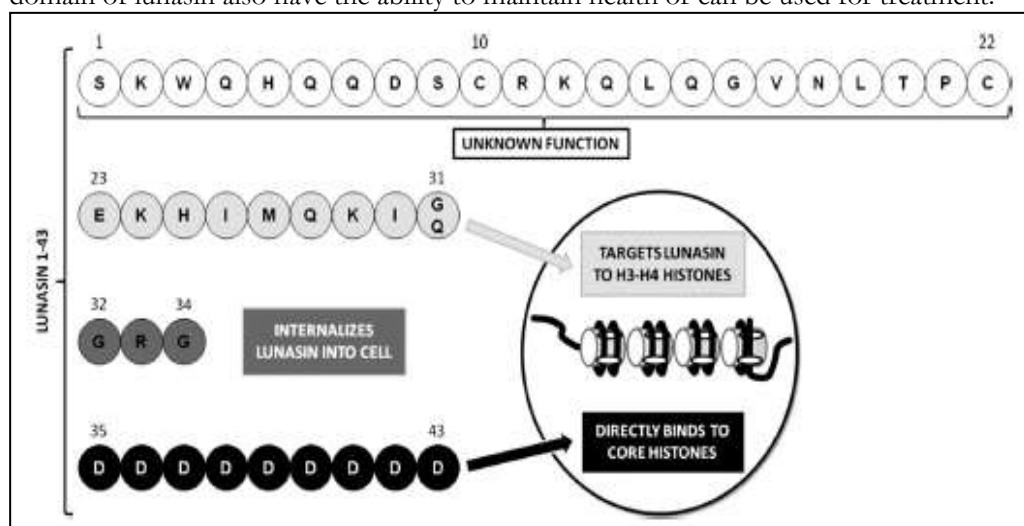 domain of lunasin also have the ability to maintain health or can be used for treatment.
1 10 22
S K W Q H Q Q D S C R K Q L Q G V N L T P C
UNKNOWN FUNCTION
23 31
E K H I M Q K I G
Q
TARGETS LUNASIN
TO H3-H4 HISTONES
LUNASIN 1-43
32 34
G R G
INTERNALIZES
LUNASIN INTO CELL
35 43
D D D D D D D D D
DIRECTLY BINDS TO
CORE HISTONES